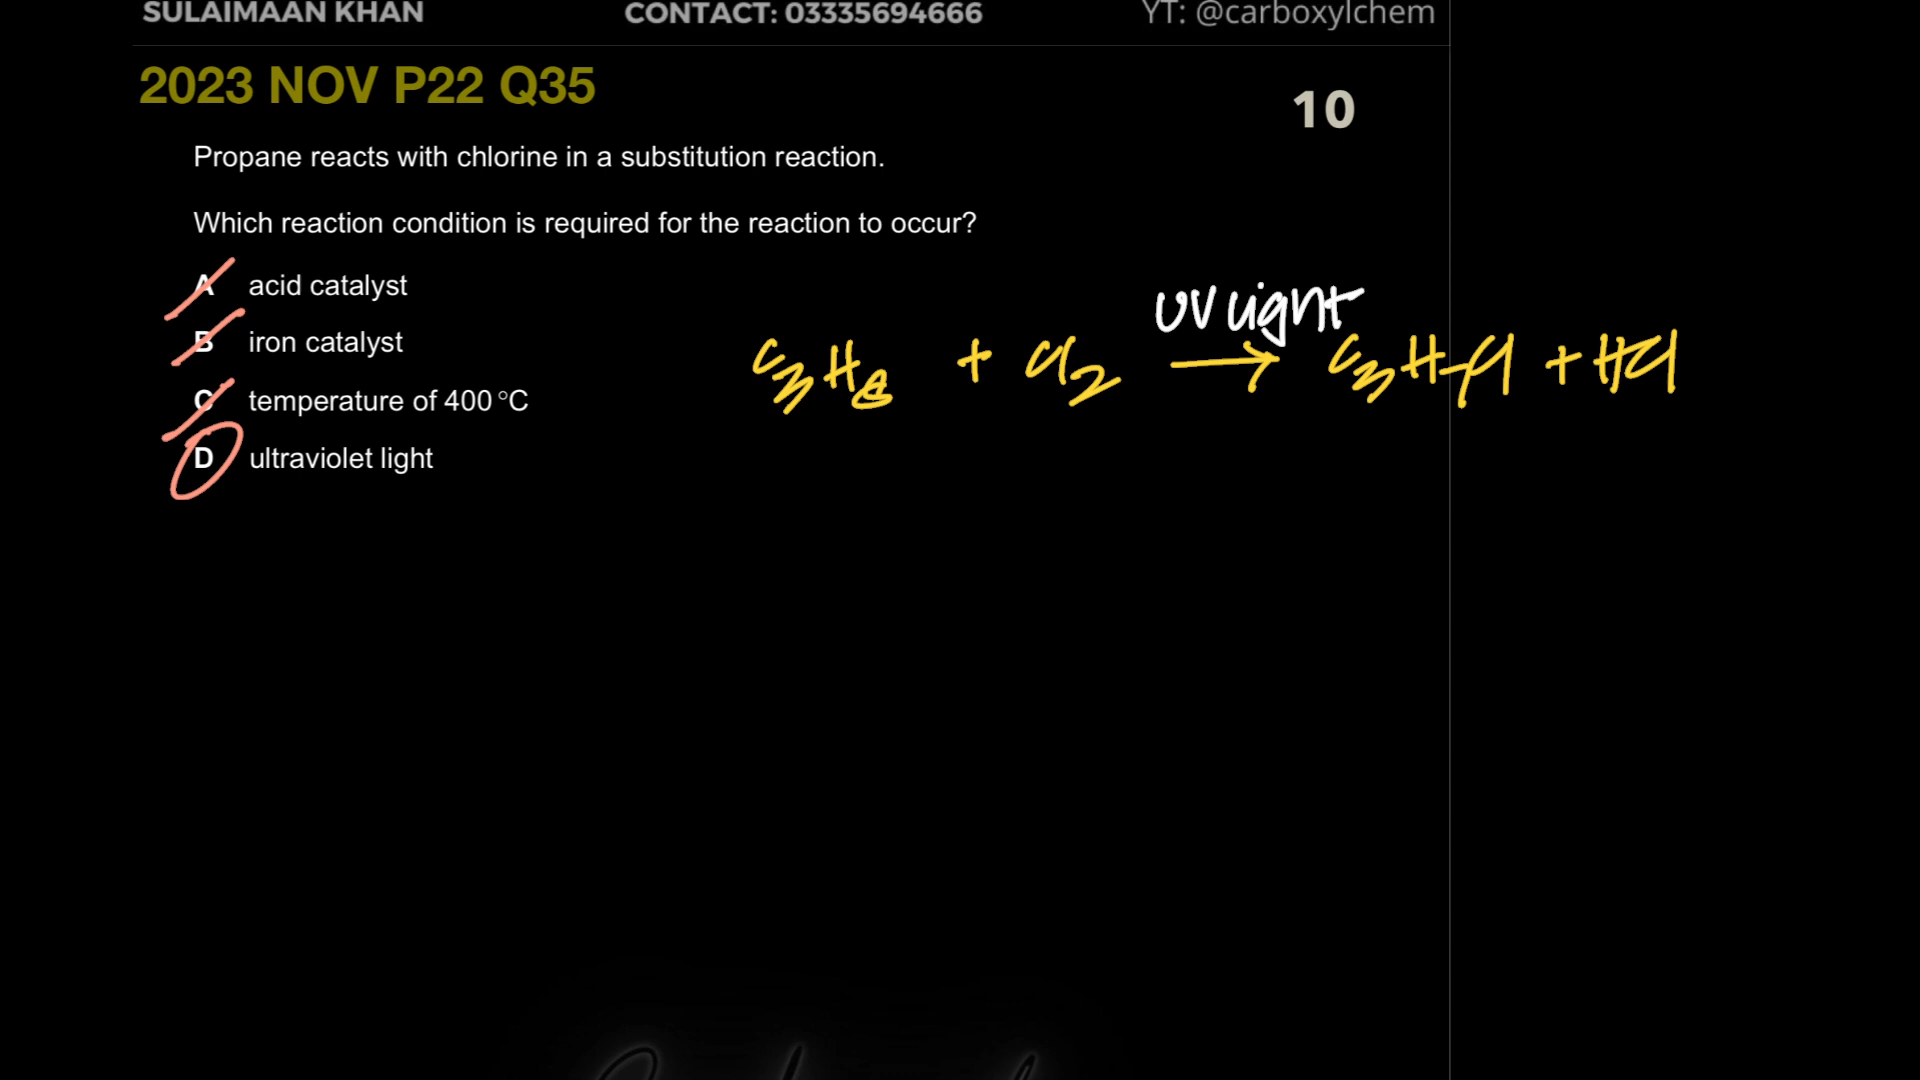 SULAIMAAN KHAN CONTACT: 03335694666 YT: @carboxylchem
2023 NOV P22 Q35
10
Propane reacts with chlorine in a substitution reaction.
Which reaction condition is required for the reaction to occur?
A acid catalyst
B iron catalyst
C temperature of 400 °C
D ultraviolet light
UV light
C3H8 + Cl2 → C3H7Cl + HCl